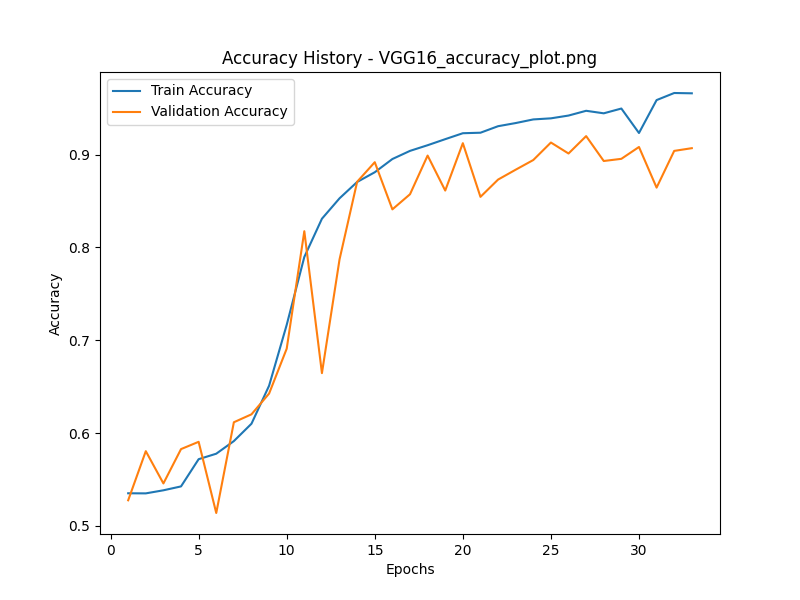 Accuracy History - VGG16_accuracy_plot.png
Train Accuracy
Validation Accuracy
0.9
0.8
0.7
0.6
0.5
Accuracy
0 5 10 15 20 25 30
Epochs